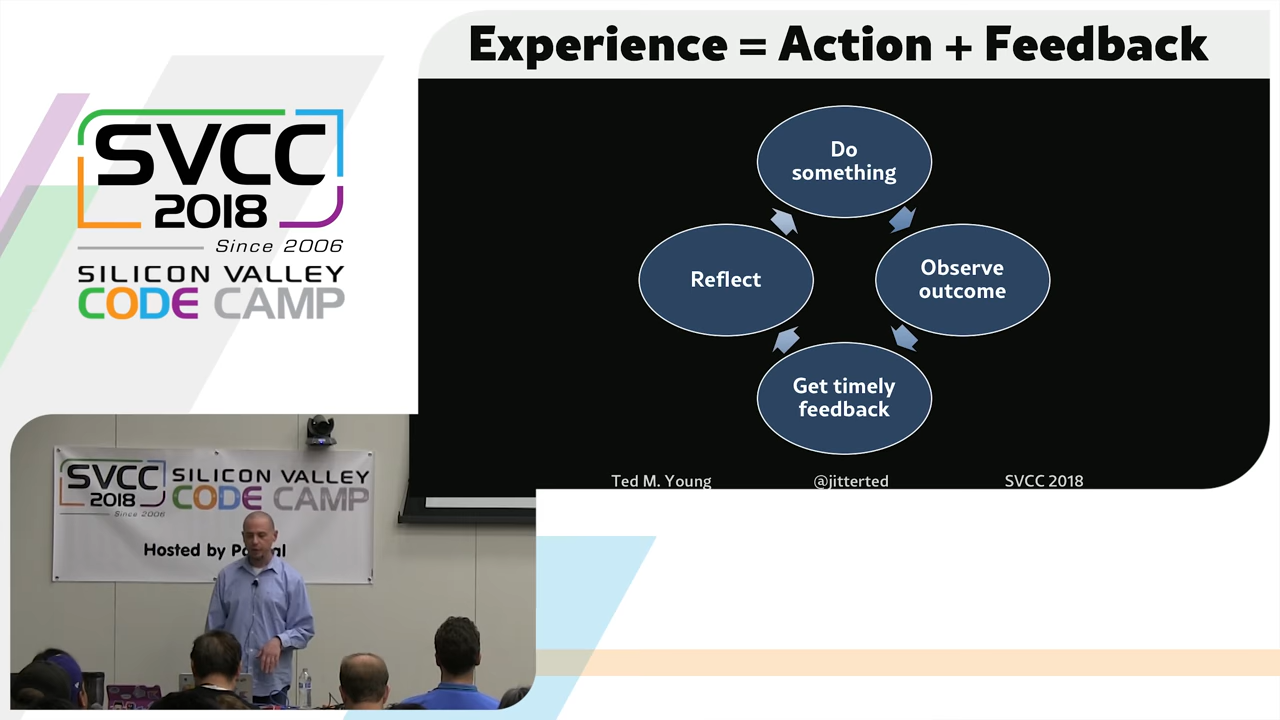 Experience = Action + Feedback
SVCC
2018
Since 2006
SILICON VALLEY
CODE CAMP
Do
something
Reflect
Observe
outcome
Get timely
feedback
Ted M. Young
@jitterted
SVCC 2018
SVCC
2018
Since 2006
SILICON VALLEY
CODE CAMP
Hosted by